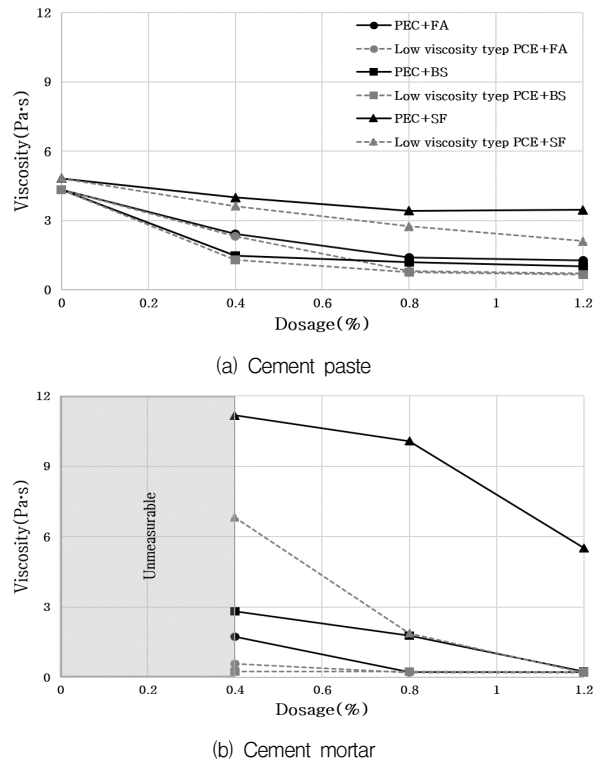 12
9
6
3
0
Viscosity(Pa·s)
PEC+FA
Low viscosity tyep PCE+FA
PEC+BS
Low viscosity tyep PCE+BS
PEC+SF
Low viscosity tyep PCE+SF
0 0.2 0.4 0.6 0.8 1 1.2
Dosage(%)
(a) Cement paste
12
9
6
3
0
Viscosity(Pa·s)
Unmeasurable
0 0.2 0.4 0.6 0.8 1 1.2
Dosage(%)
(b) Cement mortar